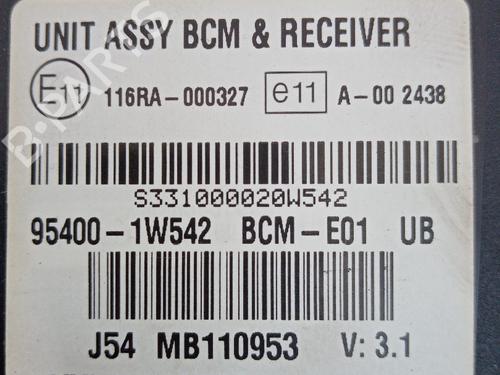 UNIT ASSY BCM & RECEIVER
E11 116RA-000327 e11 A-00 2438
S331000020W542
95400-1W542 BCM-E01 UB
J54 MB110953 V: 3.1
B-PARTS